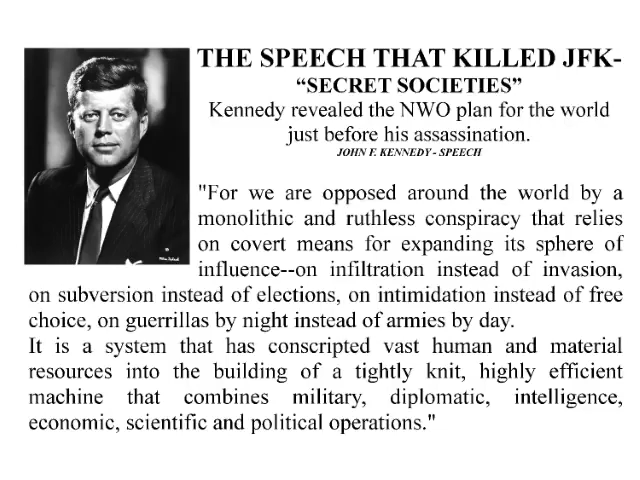 THE SPEECH THAT KILLED JFK-
“SECRET SOCIETIES”
Kennedy revealed the NWO plan for the world
just before his assassination.
JOHN F. KENNEDY - SPEECH
"For we are opposed around the world by a
monolithic and ruthless conspiracy that relies
on covert means for expanding its sphere of
influence--on infiltration instead of invasion,
on subversion instead of elections, on intimidation instead of free
choice, on guerrillas by night instead of armies by day.
It is a system that has conscripted vast human and material
resources into the building of a tightly knit, highly efficient
machine that combines military, diplomatic, intelligence,
economic, scientific and political operations."